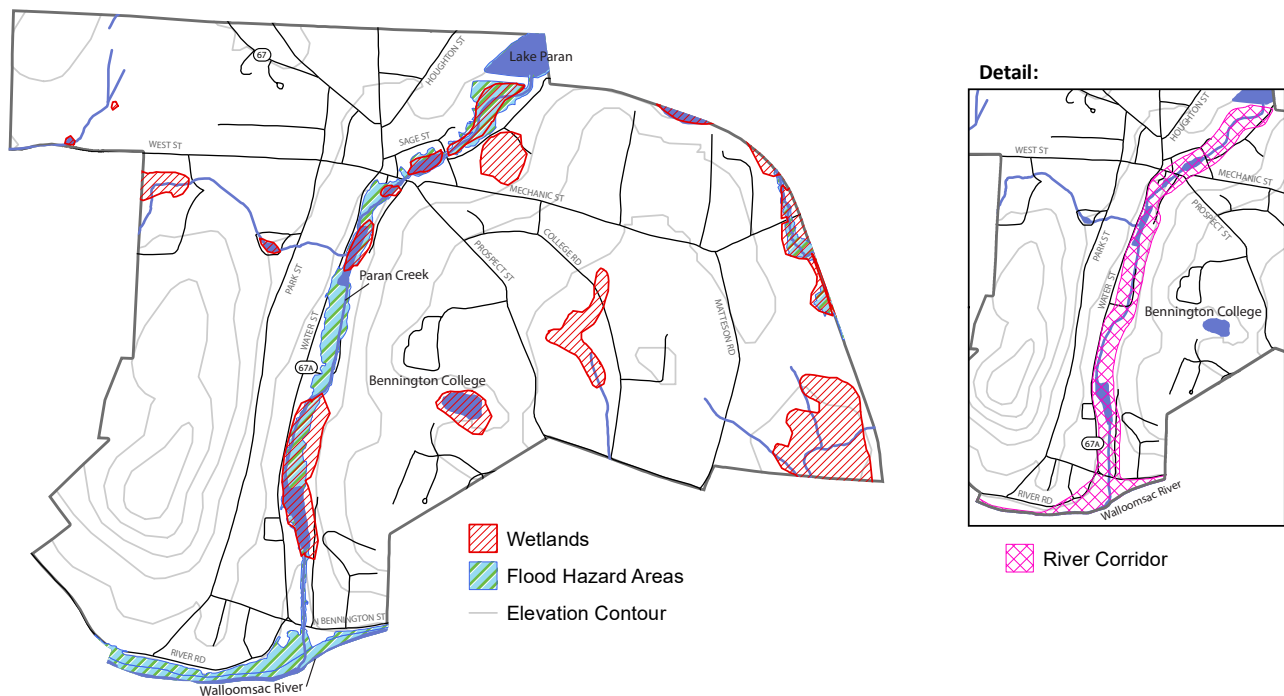 Lake Paran
67
HOUGHTON ST
SAGE ST
WEST ST
MECHANIC ST
COLLEGE RD
PROSPECT ST
PARK ST
Paran Creek
WATER ST
MATTESON RD
67A
Bennington College
N BENNINGTON ST
RIVER RD
Walloomsac River
Wetlands
Flood Hazard Areas
Elevation Contour
Detail:
HOUGHTON ST
WEST ST
MECHANIC ST
PROSPECT ST
PARK ST
WATER ST
Bennington College
67A
RIVER RD
Walloomsac River
River Corridor